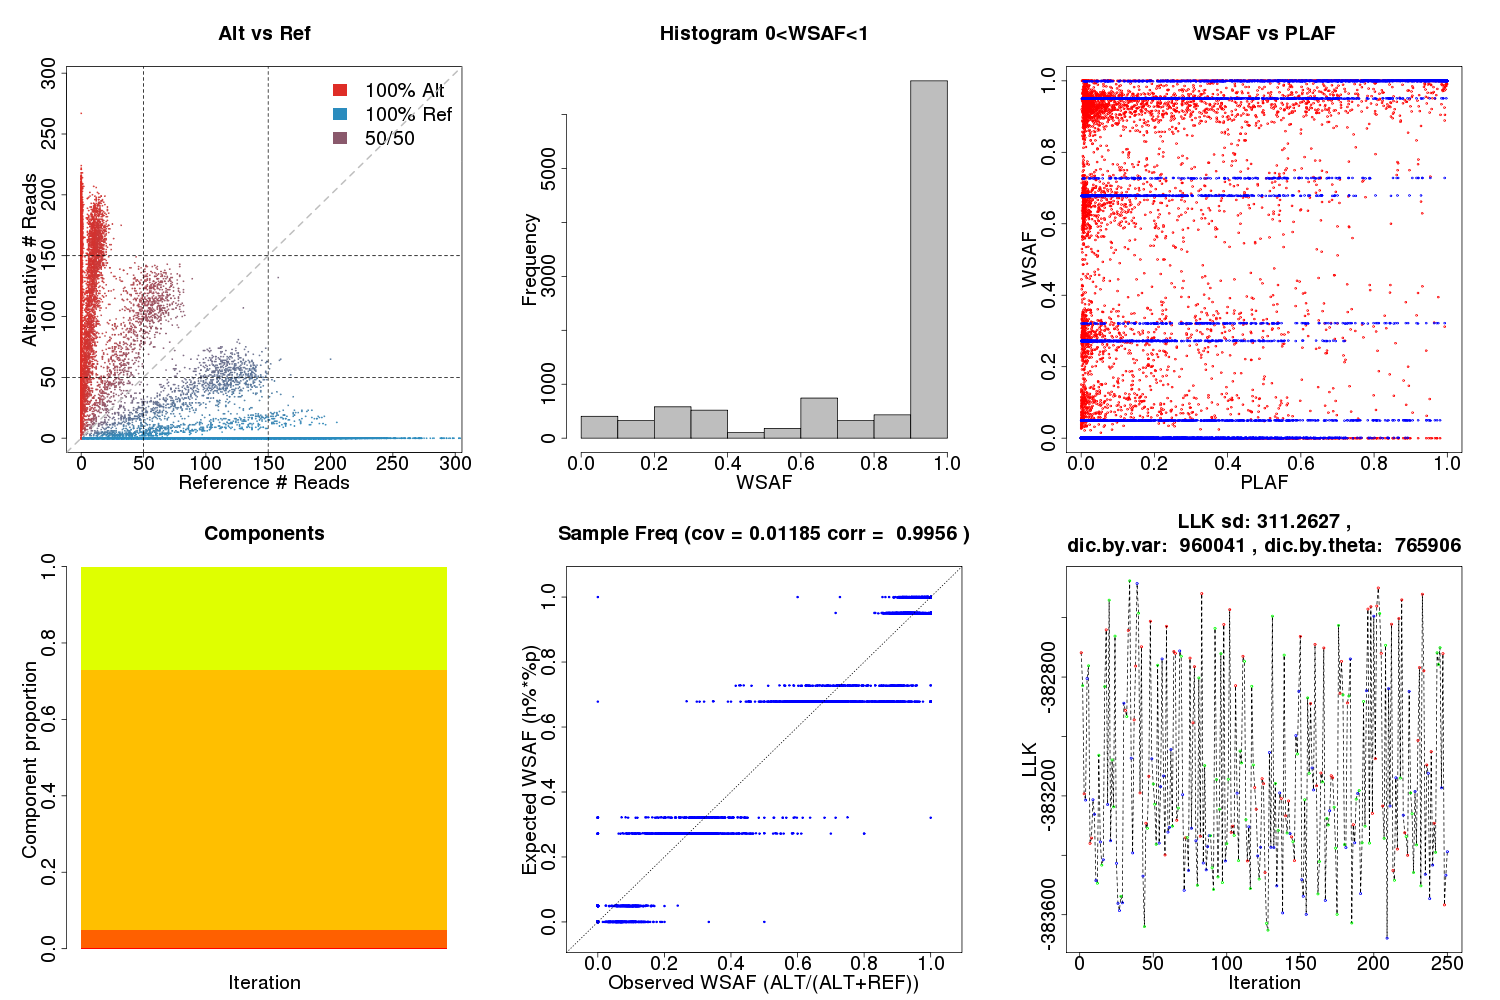 Alt vs Ref
300
250
200
150
100
50
0
Alternative # Reads
100% Alt
100% Ref
50/50
0 50 100 150 200 250 300
Reference # Reads
Histogram 0<WSAF<1
Frequency
0 1000 3000 5000
0.0 0.2 0.4 0.6 0.8 1.0
WSAF
WSAF vs PLAF
WSAF
0.0 0.2 0.4 0.6 0.8 1.0
0.0 0.2 0.4 0.6 0.8 1.0
PLAF
Components
Component proportion
0.0 0.2 0.4 0.6 0.8 1.0
Iteration
Sample Freq (cov = 0.01185 corr = 0.9956 )
Expected WSAF (h%*%p)
0.0 0.2 0.4 0.6 0.8 1.0
0.0 0.2 0.4 0.6 0.8 1.0
Observed WSAF (ALT/(ALT+REF))
LLK sd: 311.2627 ,
dic.by.var: 960041 , dic.by.theta: 765906
LLK
-383600 -383200 -382800
0 50 100 150 200 250
Iteration